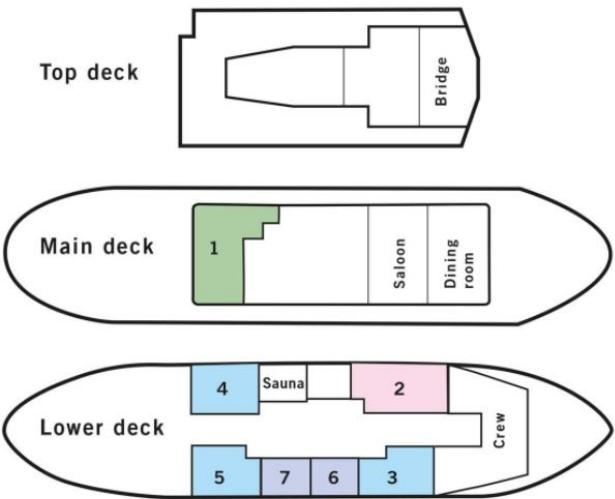 Top deck
Bridge
Main deck
1
Saloon
Dining
room
4
Sauna
2
Lower deck
Crew
5
7
6
3